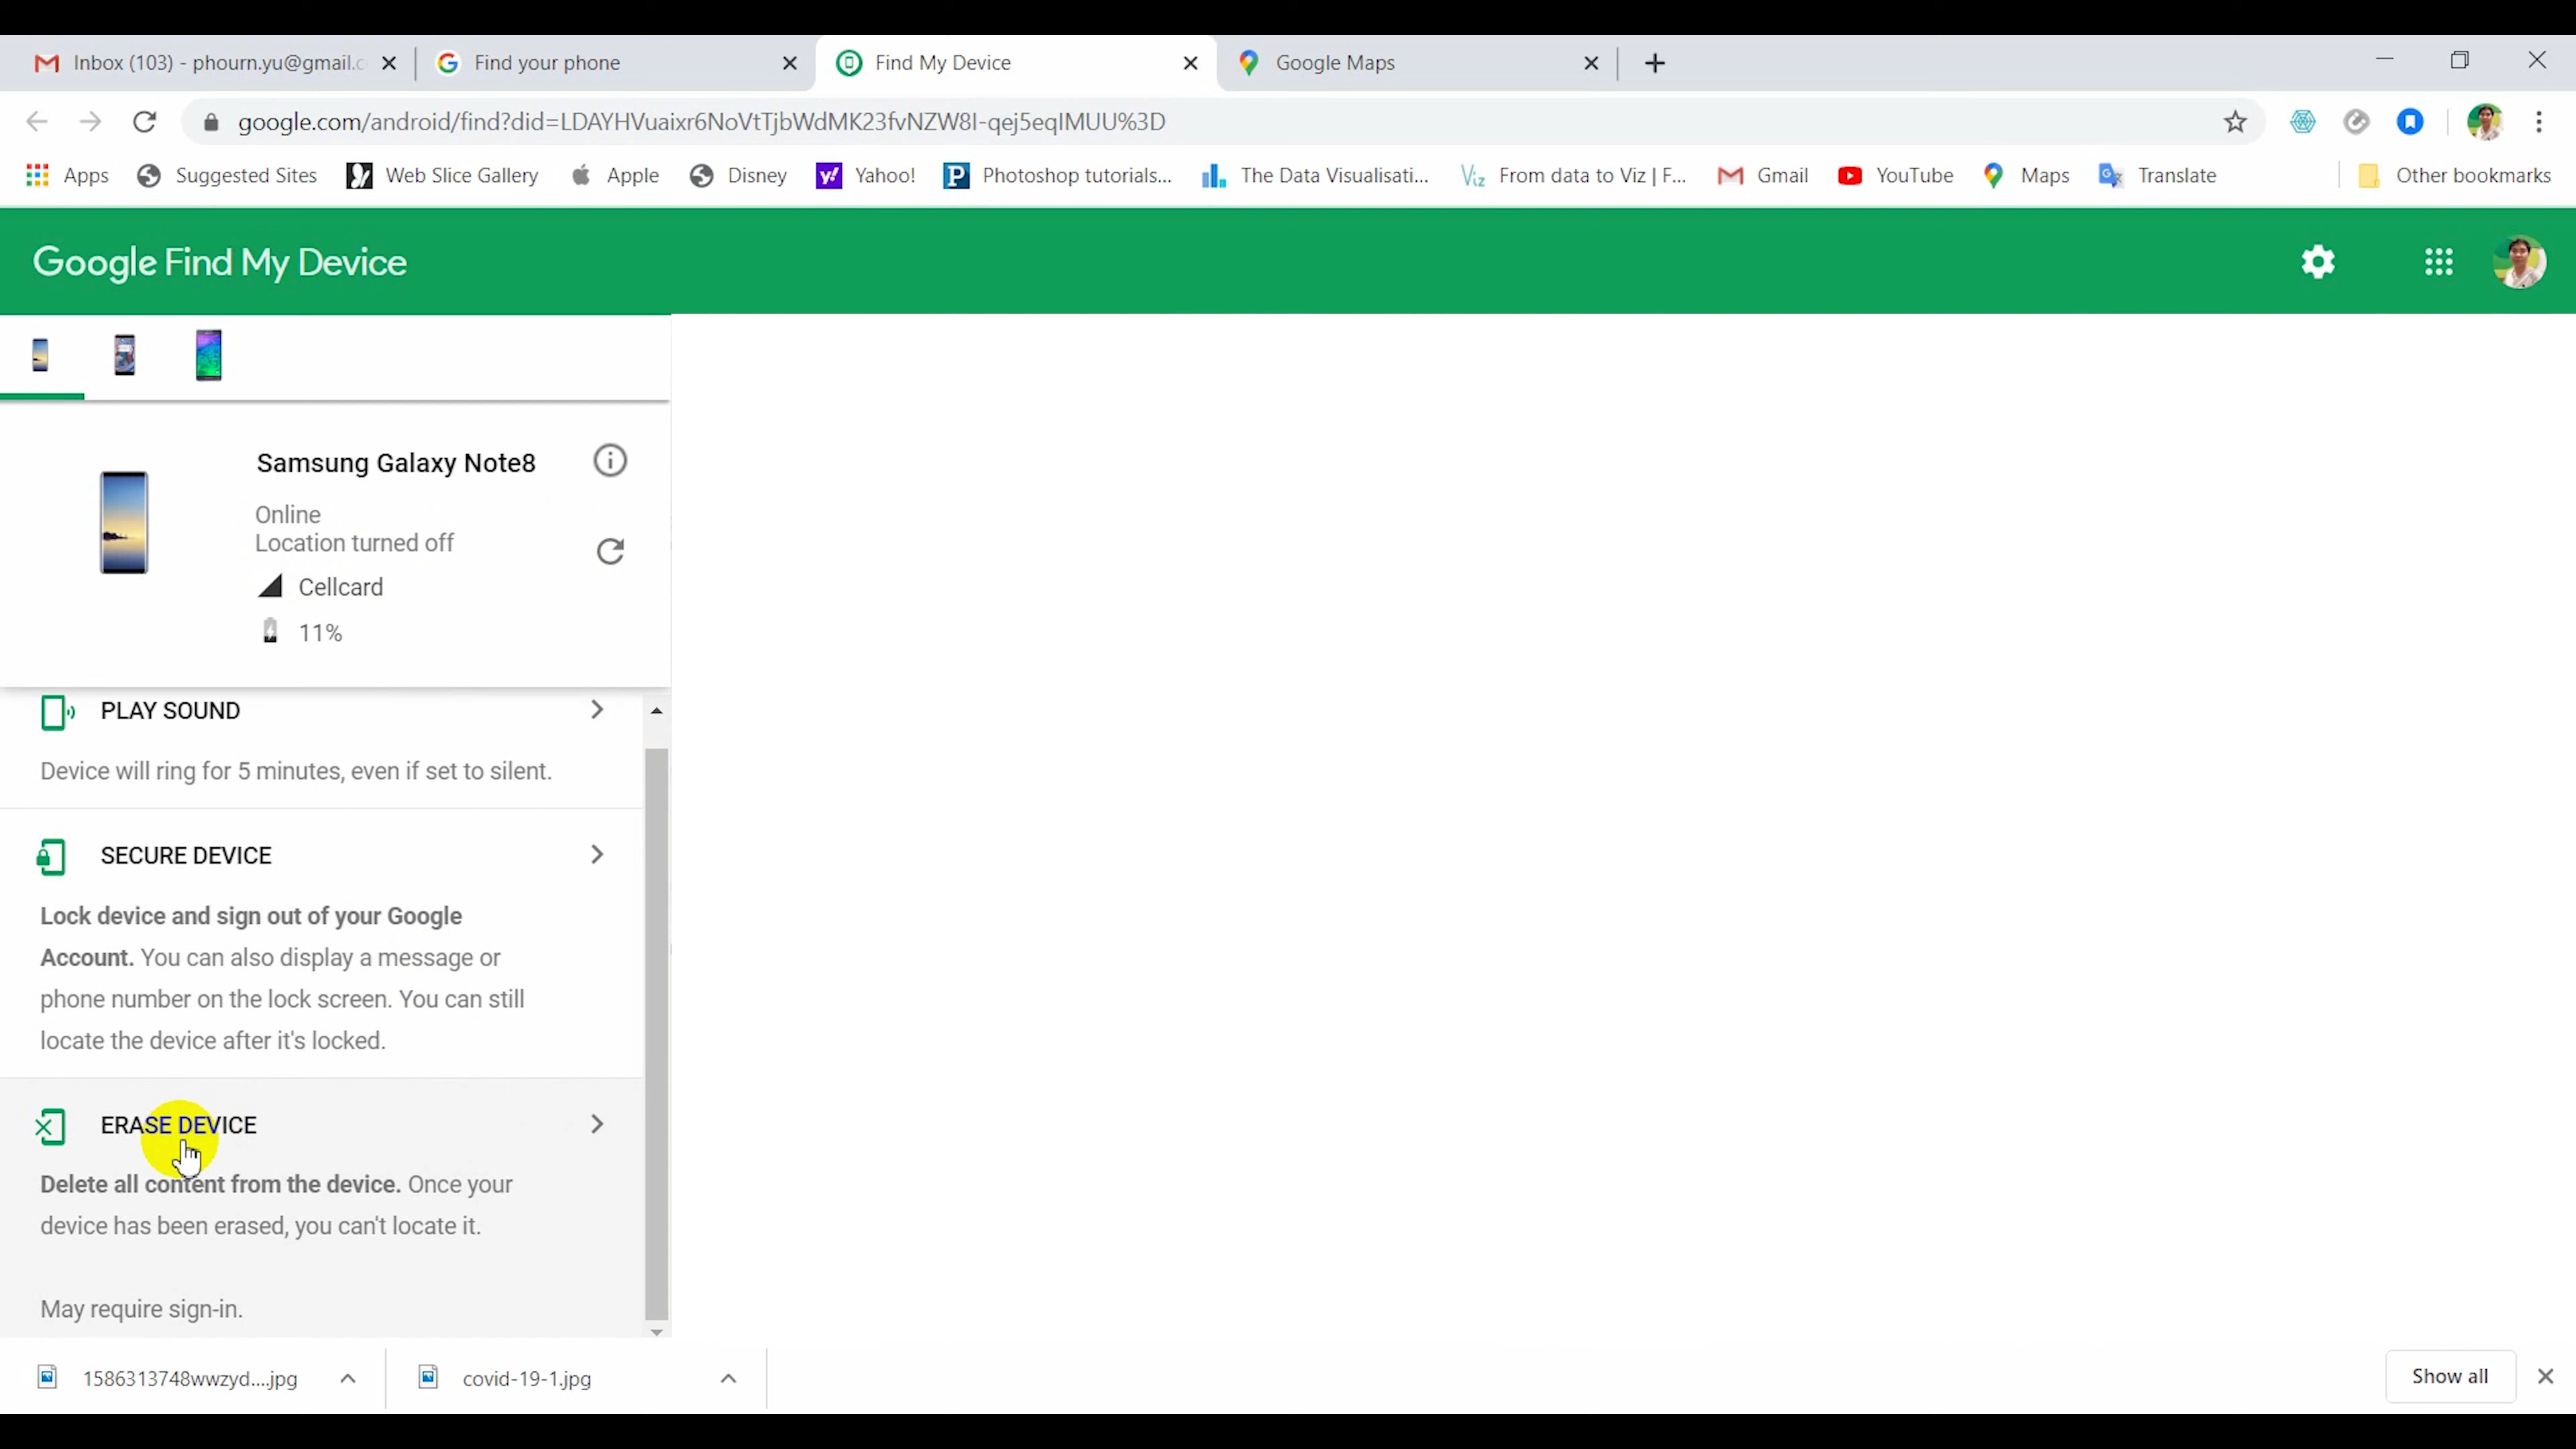 Inbox (103) - phourn.yu@gmail.c
Find your phone
Find My Device
Google Maps
google.com/android/find?did=LDAYHVuaixr6NoVtTjbWdMK23fvNZW8I-qej5eqIMUU%3D
Apps
Suggested Sites
Web Slice Gallery
Apple
Disney
Yahoo!
Photoshop tutorials...
The Data Visualisati...
From data to Viz | F...
Gmail
YouTube
Maps
Translate
Other bookmarks
Google Find My Device
Samsung Galaxy Note8
Online
Location turned off
Cellcard
11%
PLAY SOUND
Device will ring for 5 minutes, even if set to silent.
SECURE DEVICE
Lock device and sign out of your Google
Account. You can also display a message or
phone number on the lock screen. You can still
locate the device after it's locked.
ERASE DEVICE
Delete all content from the device. Once your
device has been erased, you can't locate it.
May require sign-in.
1586313748wwzyd....jpg
covid-19-1.jpg
Show all